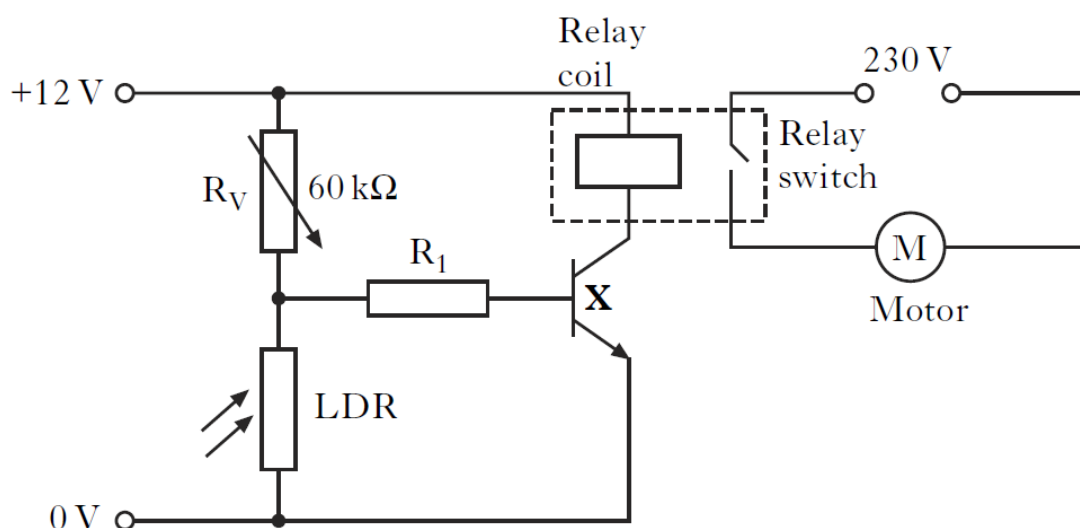 Relay
coil
230 V
+12 V
Relay
switch
R_V
60 kΩ
R_1
X
M
Motor
LDR
0 V